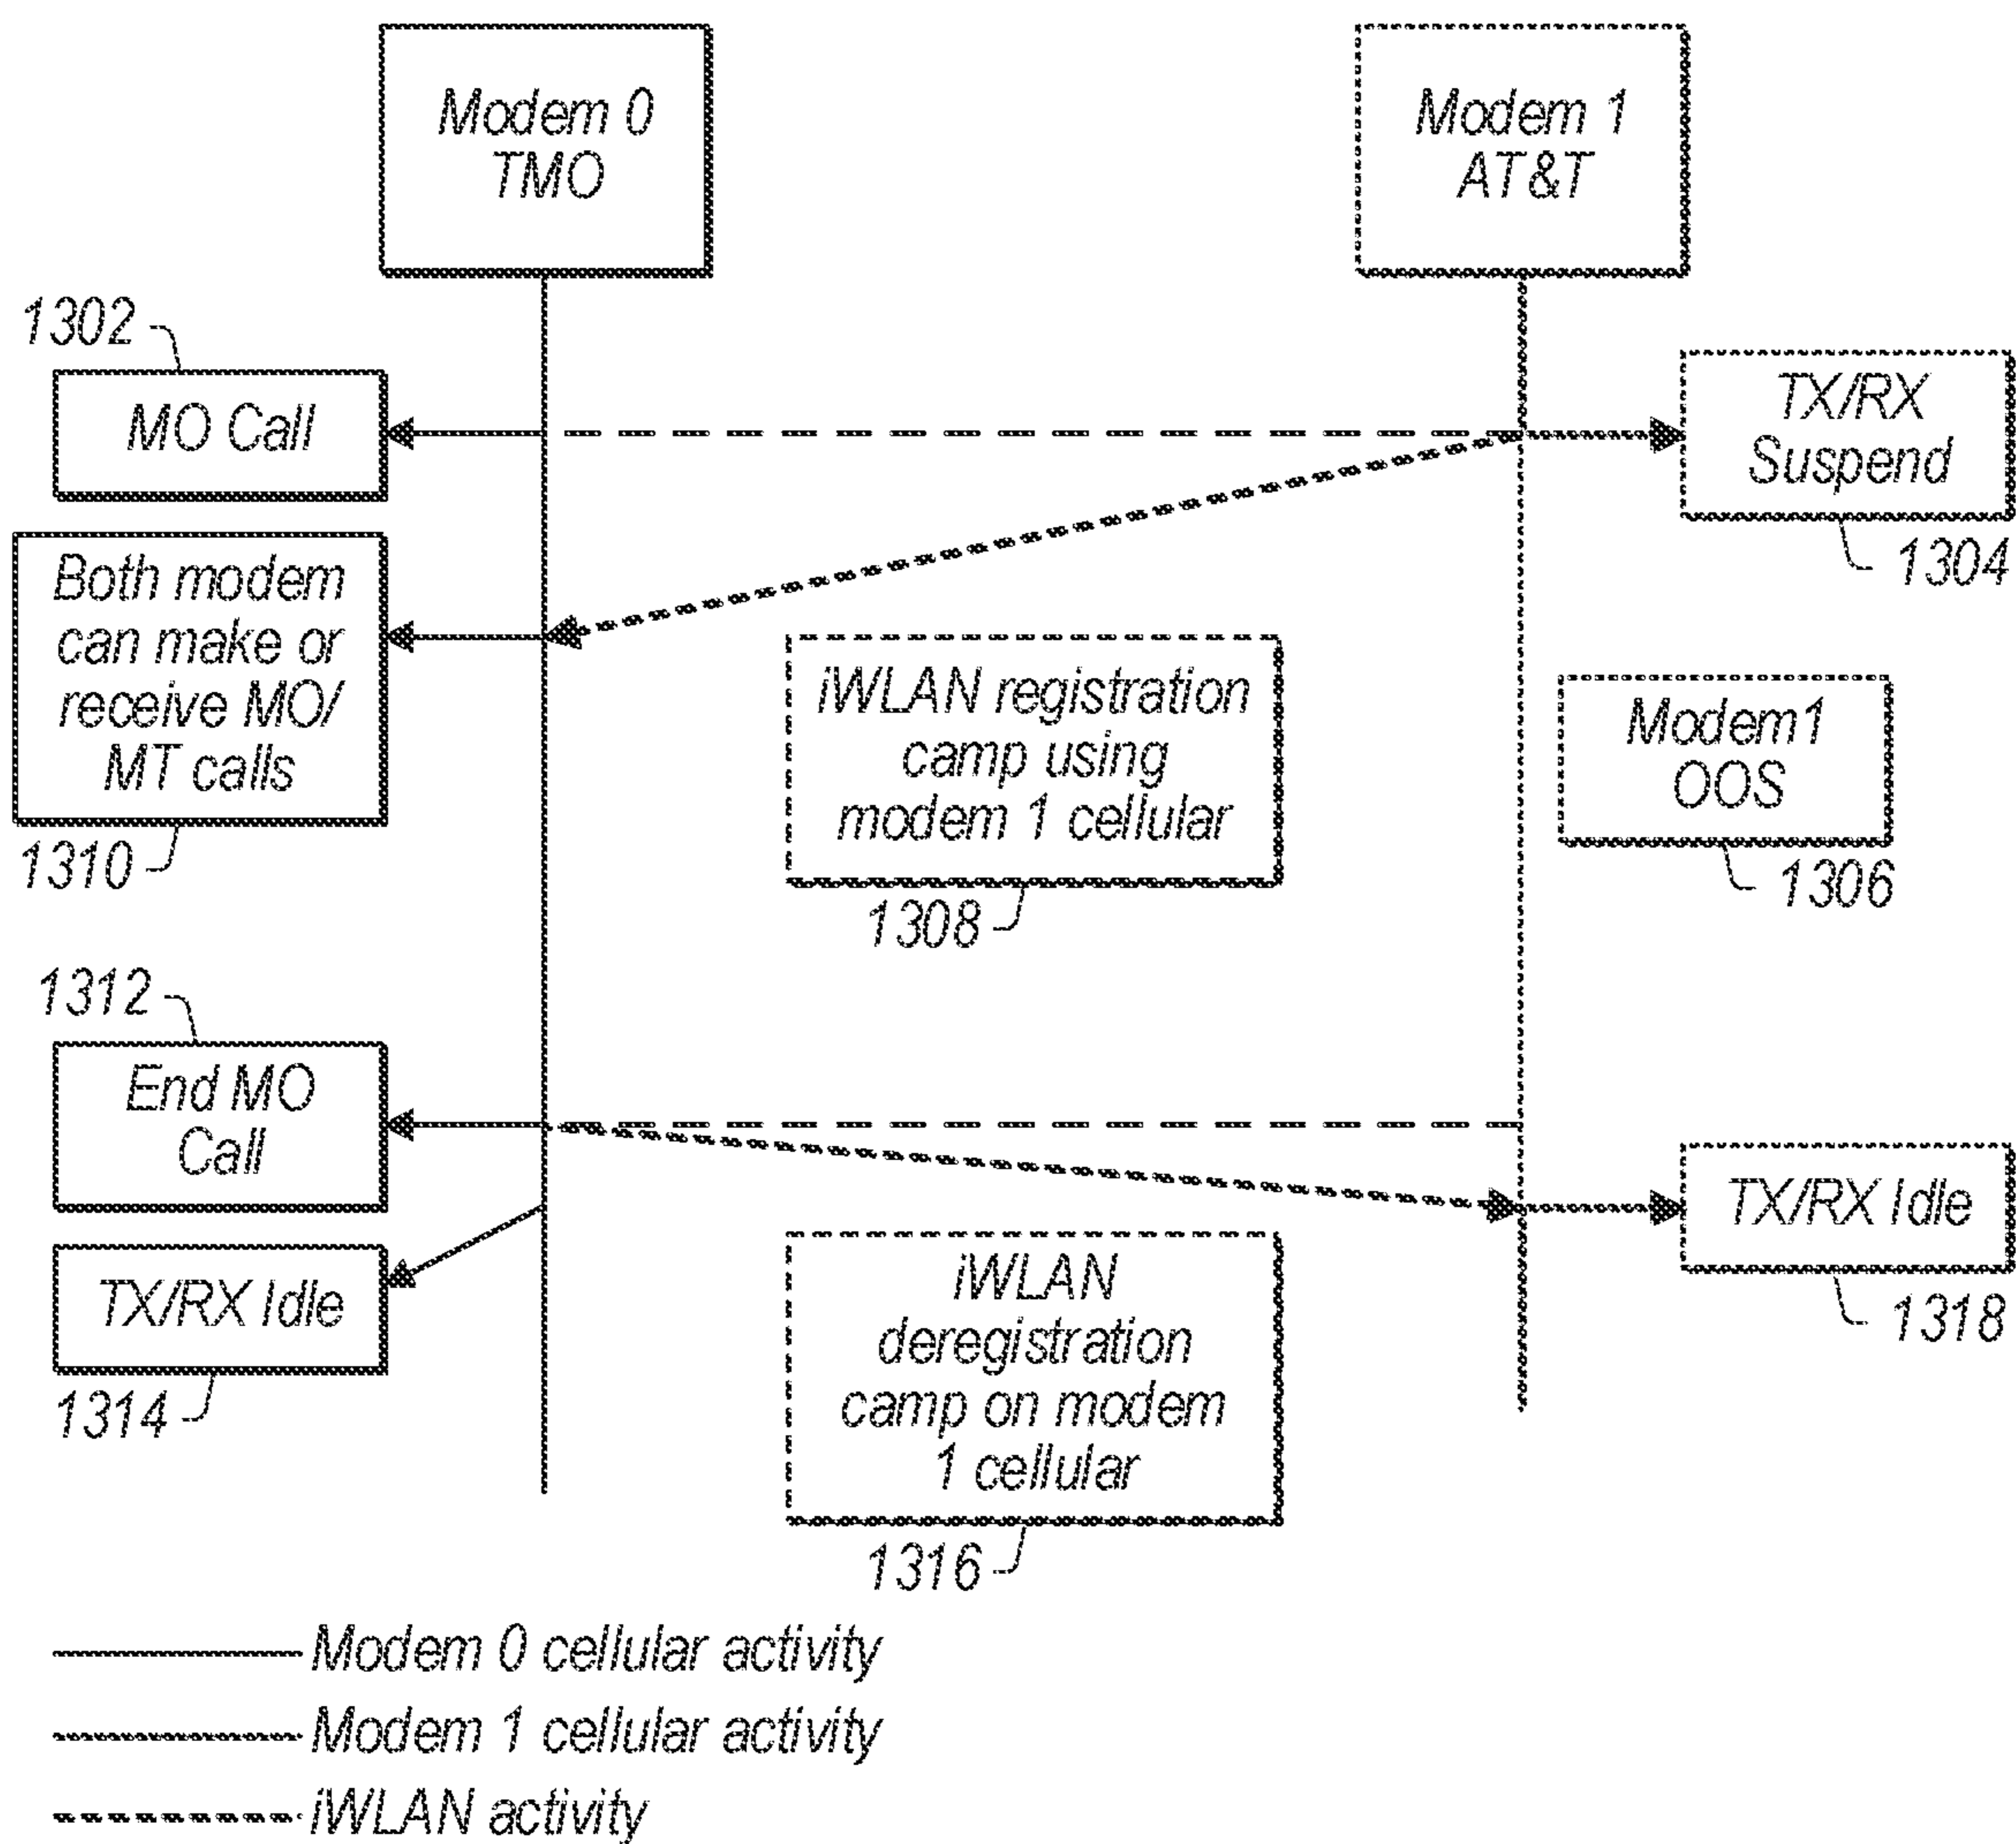 Modem 0
TMO
Modem 1
AT&T
1302
MO Call
TX/RX
Suspend
1304
Both modem
can make or
receive MO/
MT calls
1310
iWLAN registration
camp using
modem 1 cellular
1308
Modem1
OOS
1306
1312
End MO
Call
TX/RX Idle
1314
iWLAN
deregistration
camp on modem
1 cellular
1316
TX/RX Idle
1318
Modem 0 cellular activity
Modem 1 cellular activity
iWLAN activity